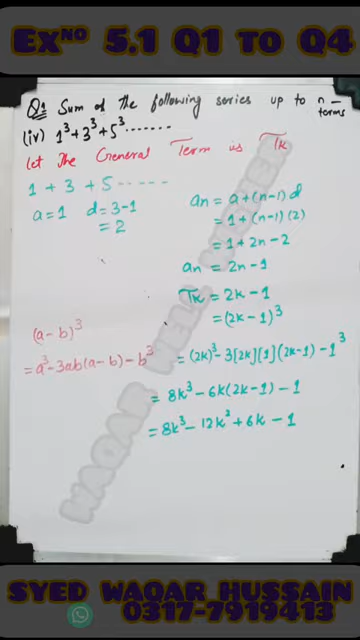 Exᴺᴼ 5.1 Q1 TO Q4
Q1 Sum of the following series up to n – terms
(iv) 1³ + 3³ + 5³ .......
Let The General Term is Tk
1 + 3 + 5 ......
a = 1 d = 3 – 1
= 2
an = a + (n – 1) d
= 1 + (n – 1) (2)
= 1 + 2n – 2
an = 2n – 1
Tk = 2k – 1
= (2k – 1)³
(a – b)³
= a³ – 3ab(a – b) – b³
= (2k)³ – 3[2k][1](2k – 1) – 1³
= 8k³ – 6k(2k – 1) – 1
= 8k³ – 12k² + 6k – 1
SYED WAQAR HUSSAIN
0317-7919413